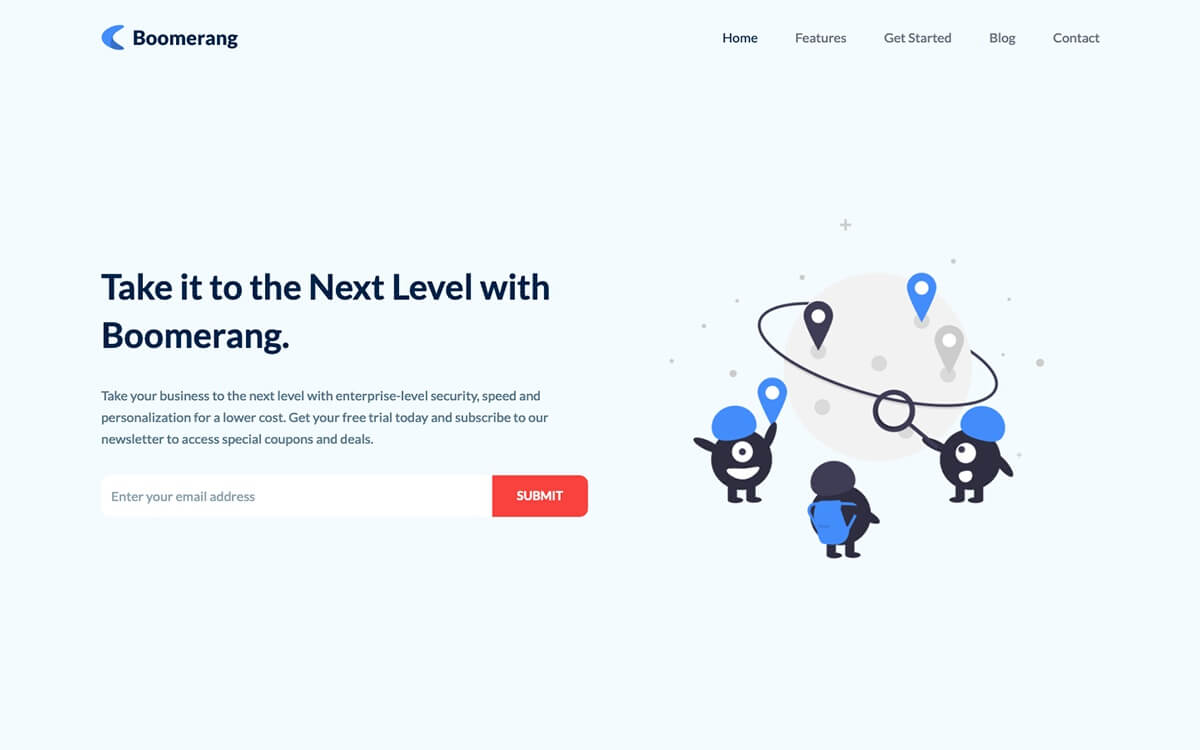 Boomerang
Home Features Get Started Blog Contact
Take it to the Next Level with
Boomerang.
Take your business to the next level with enterprise-level security, speed and
personalization for a lower cost. Get your free trial today and subscribe to our
newsletter to access special coupons and deals.
Enter your email address SUBMIT